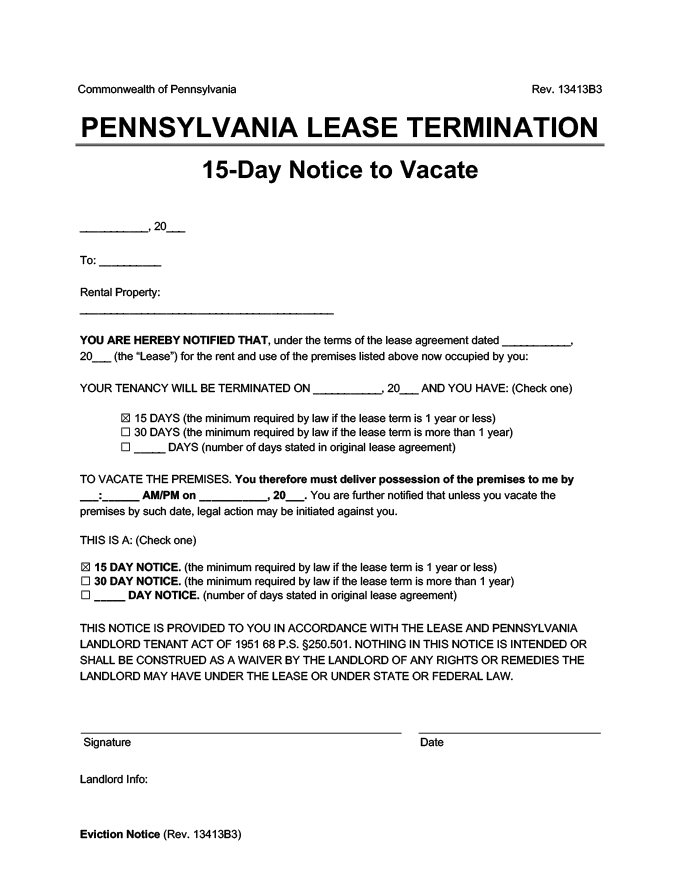 Commonwealth of Pennsylvania Rev. 13413B3
PENNSYLVANIA LEASE TERMINATION
15-Day Notice to Vacate
___________, 20___
To: __________
Rental Property:
_________________________________________
YOU ARE HEREBY NOTIFIED THAT, under the terms of the lease agreement dated ___________,
20___ (the “Lease”) for the rent and use of the premises listed above now occupied by you:
YOUR TENANCY WILL BE TERMINATED ON ___________, 20___ AND YOU HAVE: (Check one)
☒ 15 DAYS (the minimum required by law if the lease term is 1 year or less)
☐ 30 DAYS (the minimum required by law if the lease term is more than 1 year)
☐ _____ DAYS (number of days stated in original lease agreement)
TO VACATE THE PREMISES. You therefore must deliver possession of the premises to me by
___:______ AM/PM on ___________, 20___. You are further notified that unless you vacate the
premises by such date, legal action may be initiated against you.
THIS IS A: (Check one)
☒ 15 DAY NOTICE. (the minimum required by law if the lease term is 1 year or less)
☐ 30 DAY NOTICE. (the minimum required by law if the lease term is more than 1 year)
☐ _____ DAY NOTICE. (number of days stated in original lease agreement)
THIS NOTICE IS PROVIDED TO YOU IN ACCORDANCE WITH THE LEASE AND PENNSYLVANIA
LANDLORD TENANT ACT OF 1951 68 P.S. §250.501. NOTHING IN THIS NOTICE IS INTENDED OR
SHALL BE CONSTRUED AS A WAIVER BY THE LANDLORD OF ANY RIGHTS OR REMEDIES THE
LANDLORD MAY HAVE UNDER THE LEASE OR UNDER STATE OR FEDERAL LAW.
Signature Date
Landlord Info:
Eviction Notice (Rev. 13413B3)